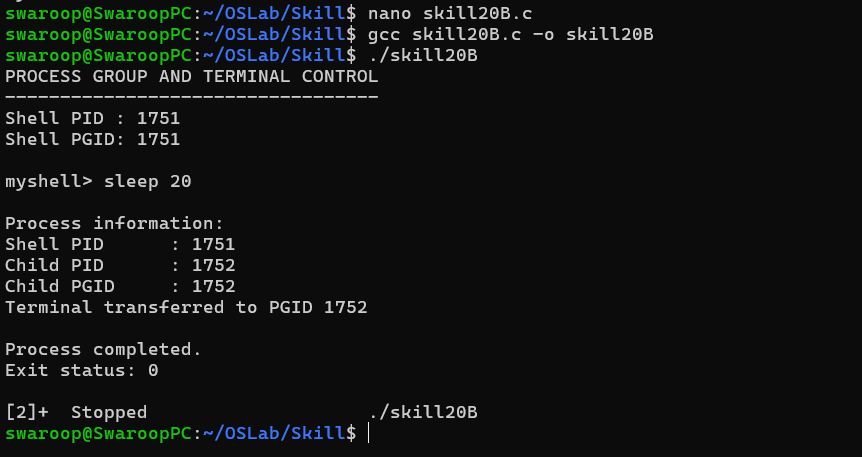 swaroop@SwaroopPC:~/OSLab/Skill$ nano skill20B.c
swaroop@SwaroopPC:~/OSLab/Skill$ gcc skill20B.c -o skill20B
swaroop@SwaroopPC:~/OSLab/Skill$ ./skill20B
PROCESS GROUP AND TERMINAL CONTROL
----------------------------------
Shell PID : 1751
Shell PGID: 1751

myshell> sleep 20

Process information:
Shell PID      : 1751
Child PID      : 1752
Child PGID     : 1752
Terminal transferred to PGID 1752

Process completed.
Exit status: 0

[2]+  Stopped                 ./skill20B
swaroop@SwaroopPC:~/OSLab/Skill$